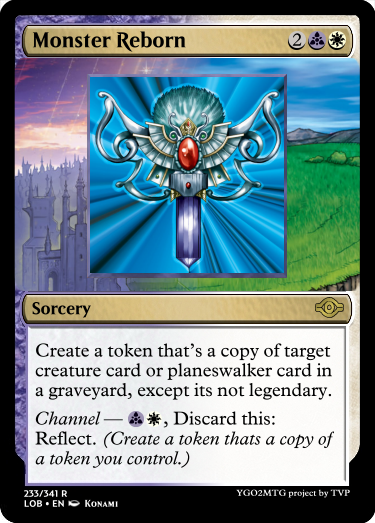 Monster Reborn 2
Sorcery
Create a token that's a copy of target
creature card or planeswalker card in
a graveyard, except its not legendary.
Channel — , Discard this:
Reflect. (Create a token thats a copy of
a token you control.)
233/341 R
LOB • EN Konami
YGO2MTG project by TVP